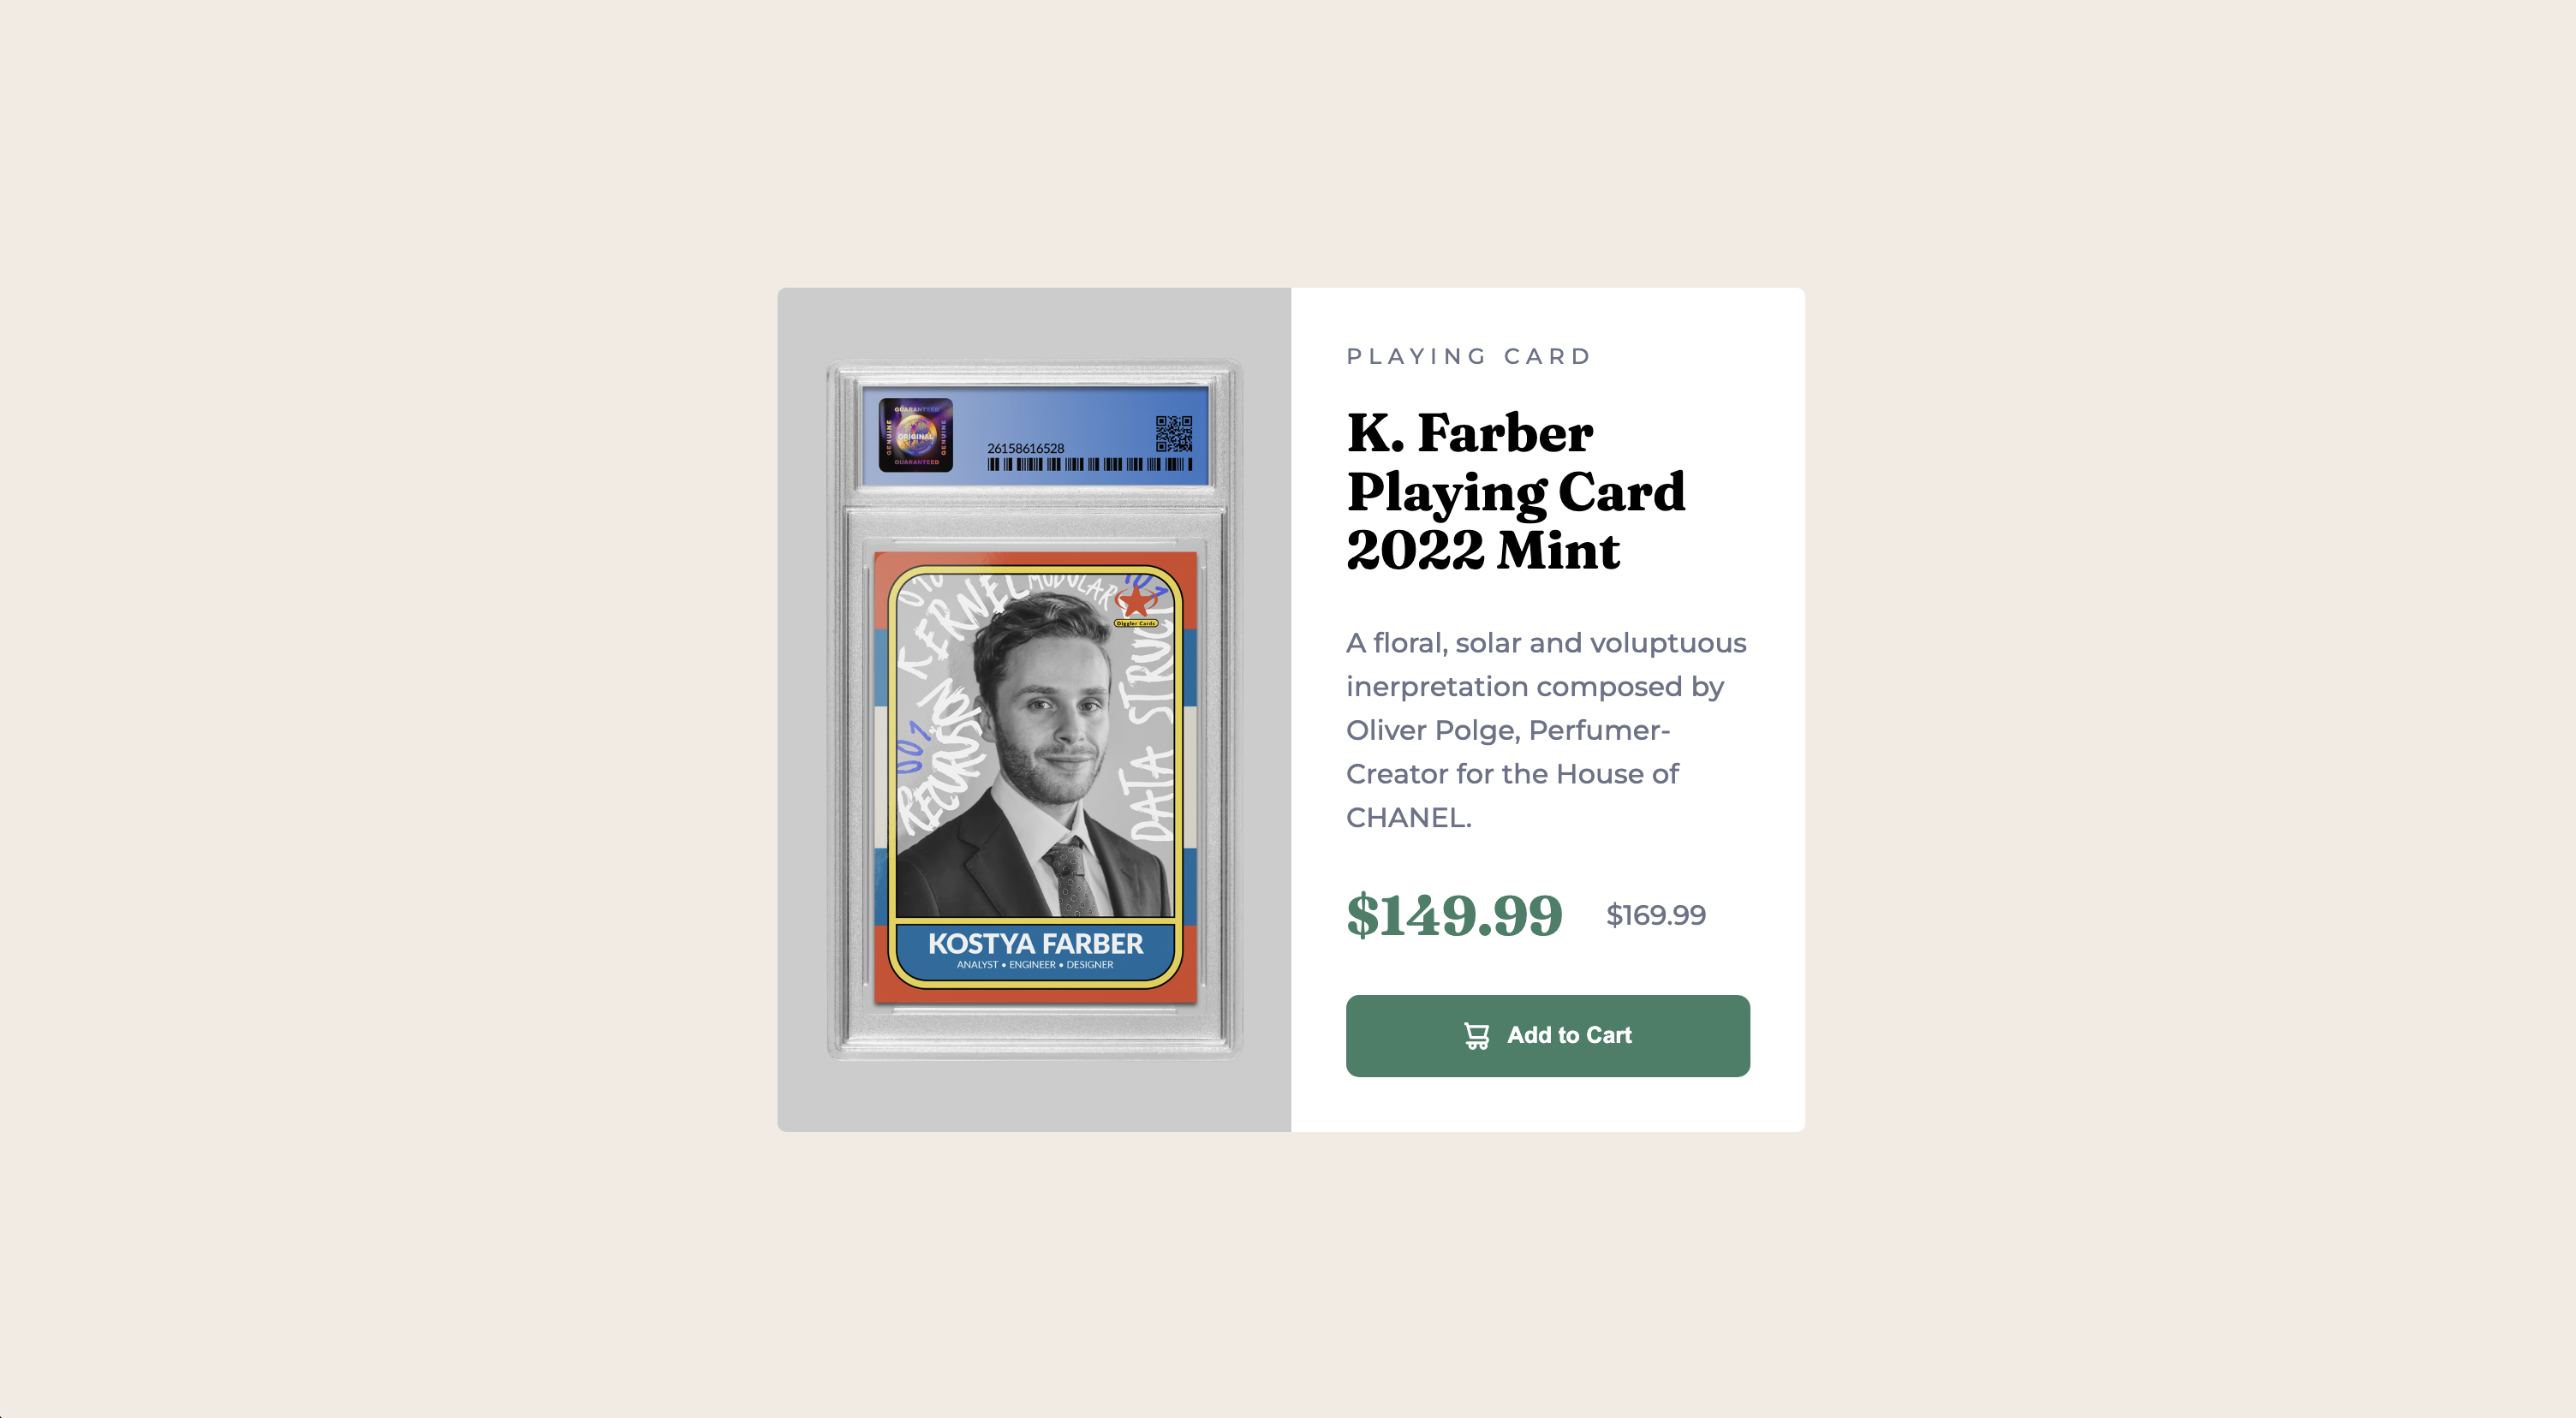 GUARANTEED
GENUINE
ORIGINAL
GENUINE
GUARANTEED
26158616528
KERNEL
MODULAR
Diggler Cards
001
RECURSION
DATA STRUC
KOSTYA FARBER
ANALYST • ENGINEER • DESIGNER
PLAYING CARD
K. Farber
Playing Card
2022 Mint
A floral, solar and voluptuous
inerpretation composed by
Oliver Polge, Perfumer-
Creator for the House of
CHANEL.
$149.99 $169.99
Add to Cart